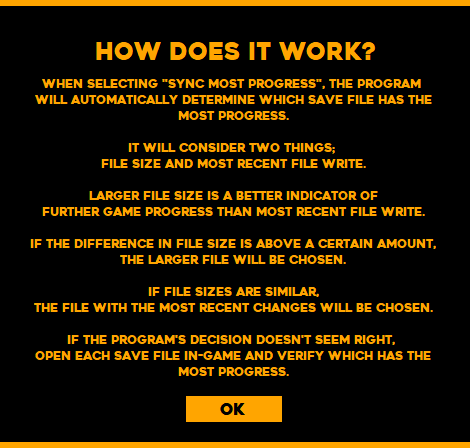 HOW DOES IT WORK?
WHEN SELECTING "SYNC MOST PROGRESS", THE PROGRAM
WILL AUTOMATICALLY DETERMINE WHICH SAVE FILE HAS THE
MOST PROGRESS.
IT WILL CONSIDER TWO THINGS;
FILE SIZE AND MOST RECENT FILE WRITE.
LARGER FILE SIZE IS A BETTER INDICATOR OF
FURTHER GAME PROGRESS THAN MOST RECENT FILE WRITE.
IF THE DIFFERENCE IN FILE SIZE IS ABOVE A CERTAIN AMOUNT,
THE LARGER FILE WILL BE CHOSEN.
IF FILE SIZES ARE SIMILAR,
THE FILE WITH THE MOST RECENT CHANGES WILL BE CHOSEN.
IF THE PROGRAM'S DECISION DOESN'T SEEM RIGHT,
OPEN EACH SAVE FILE IN-GAME AND VERIFY WHICH HAS THE
MOST PROGRESS.
OK